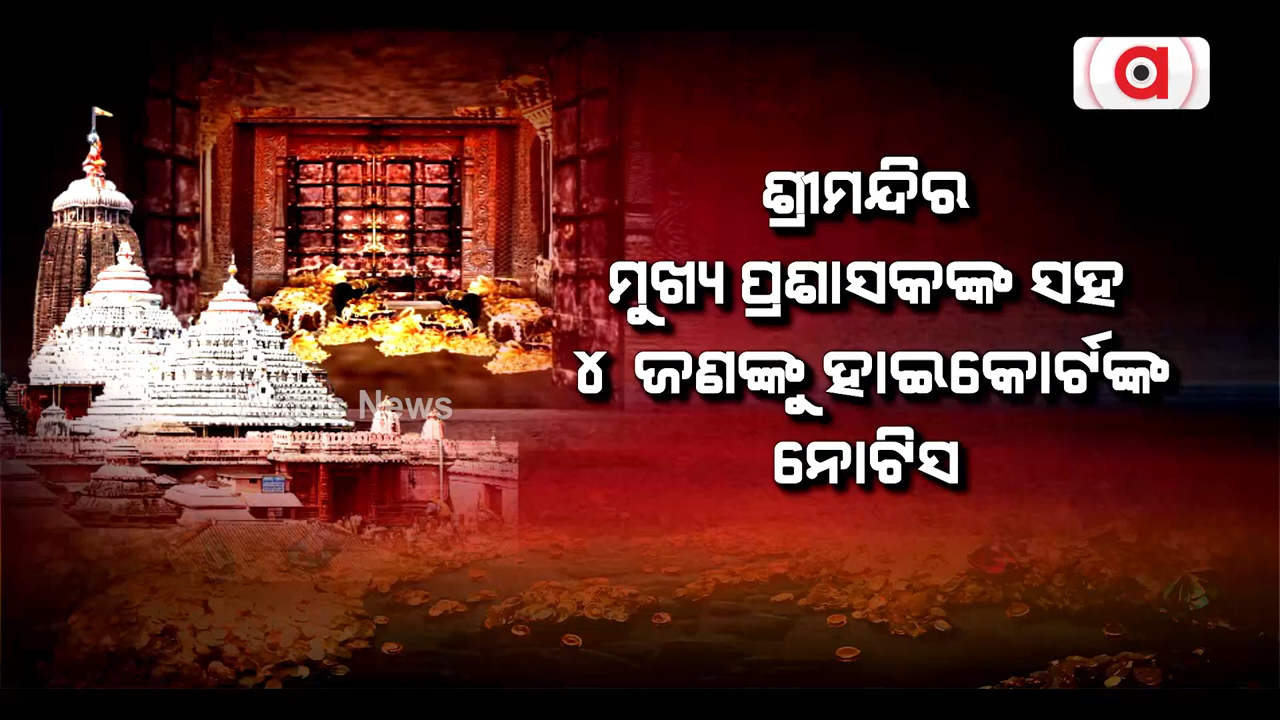 ଶ୍ରୀମନ୍ଦିର
ମୁଖ୍ୟ ପ୍ରଶାସକଙ୍କ ସହ
୪ ଜଣଙ୍କୁ ହାଇକୋର୍ଟଙ୍କ
ନୋଟିସ
News